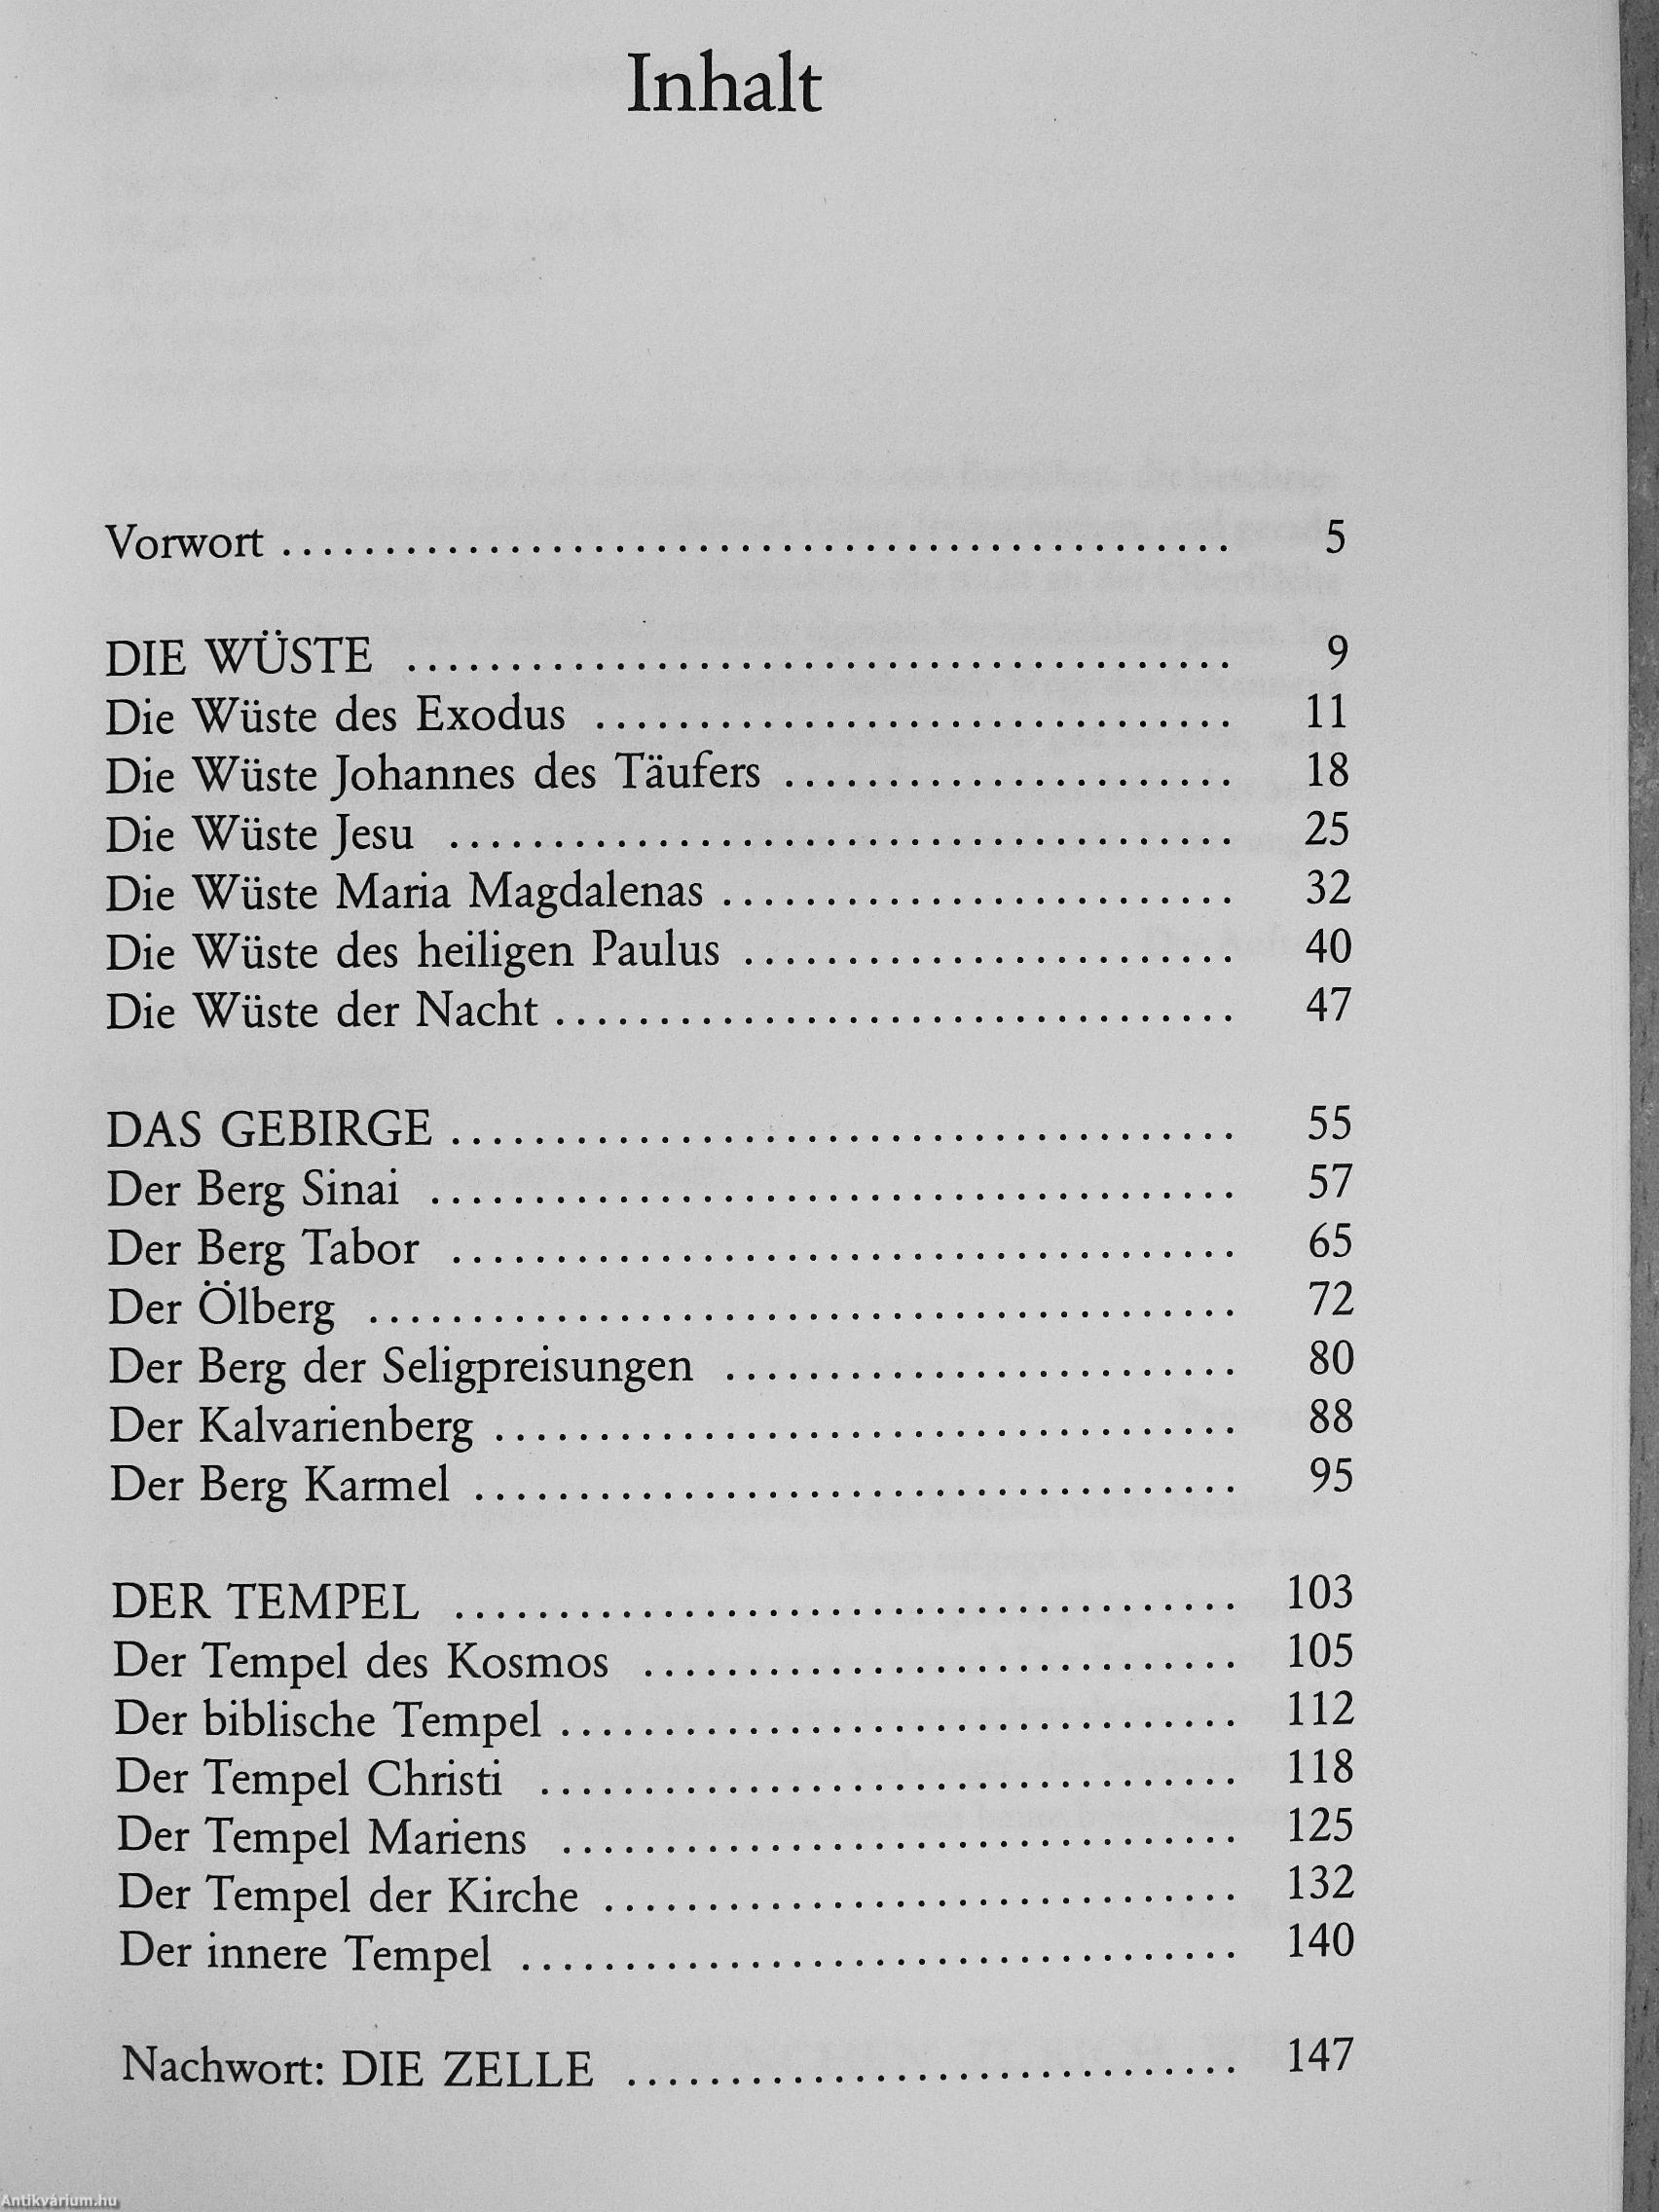 Inhalt
Vorwort .............................................. 5
DIE WÜSTE ........................................ 9
Die Wüste des Exodus ............................... 11
Die Wüste Johannes des Täufers ...................... 18
Die Wüste Jesu ...................................... 25
Die Wüste Maria Magdalenas ......................... 32
Die Wüste des heiligen Paulus ........................ 40
Die Wüste der Nacht ................................. 47
DAS GEBIRGE ...................................... 55
Der Berg Sinai ....................................... 57
Der Berg Tabor ...................................... 65
Der Ölberg .......................................... 72
Der Berg der Seligpreisungen ......................... 80
Der Kalvarienberg .................................... 88
Der Berg Karmel ..................................... 95
DER TEMPEL ...................................... 103
Der Tempel des Kosmos ............................. 105
Der biblische Tempel ................................. 112
Der Tempel Christi .................................. 118
Der Tempel Mariens ................................. 125
Der Tempel der Kirche ............................... 132
Der innere Tempel ................................... 140
Nachwort: DIE ZELLE .............................. 147
Antikvárium.hu